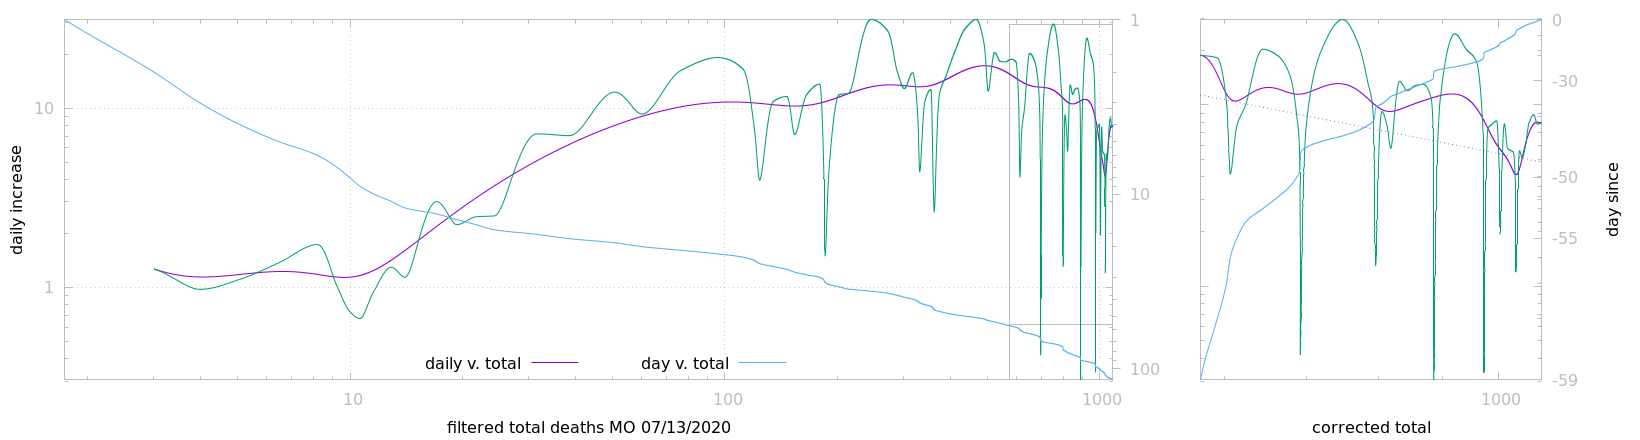 daily increase
10
1
daily v. total
day v. total
10
100
1000
filtered total deaths MO 07/13/2020
1
10
100
0
-30
-50
-55
-59
day since
1000
corrected total